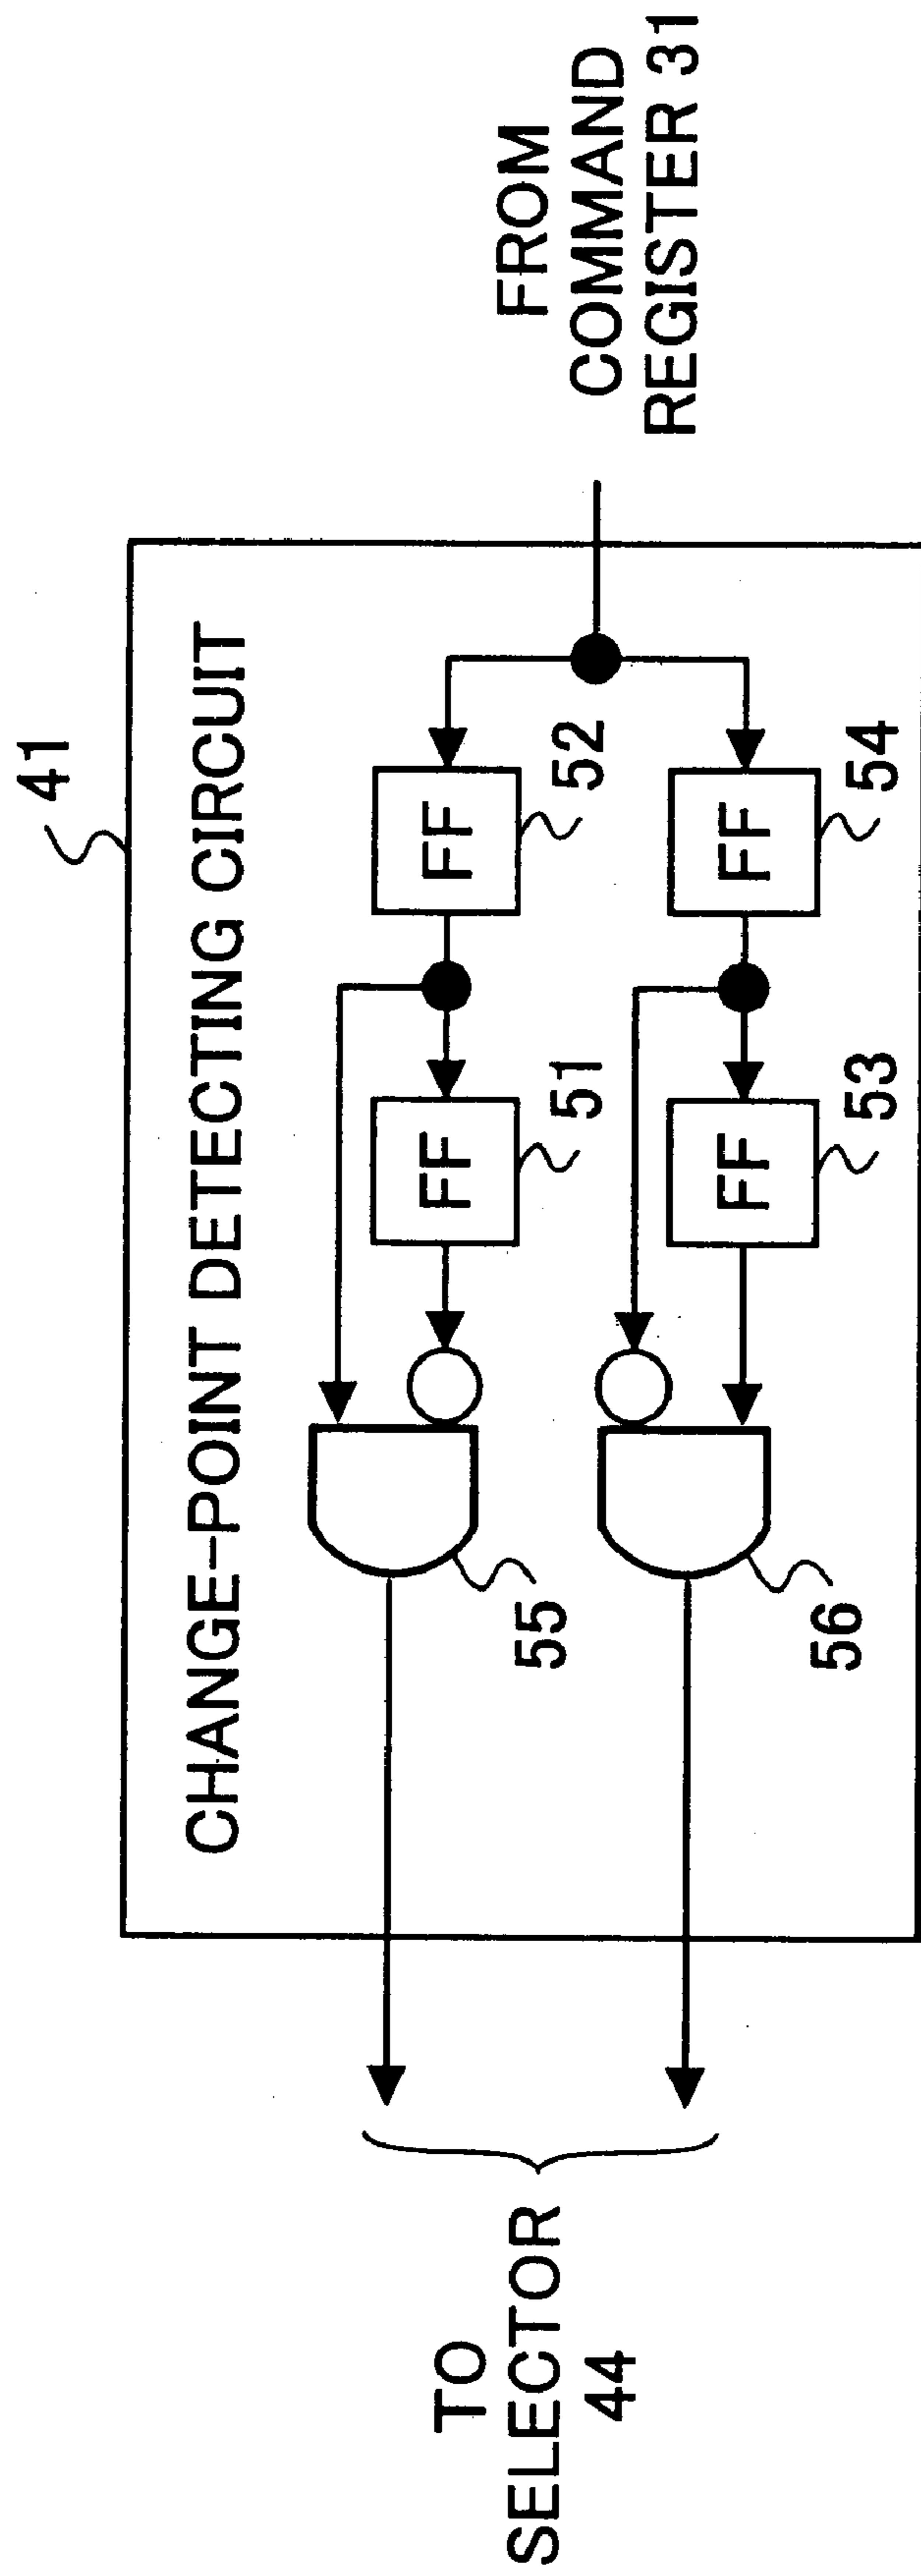 41
CHANGE-POINT DETECTING CIRCUIT
TO
SELECTOR
44
55
FF
51
FF
52
56
FF
53
FF
54
FROM
COMMAND
REGISTER 31